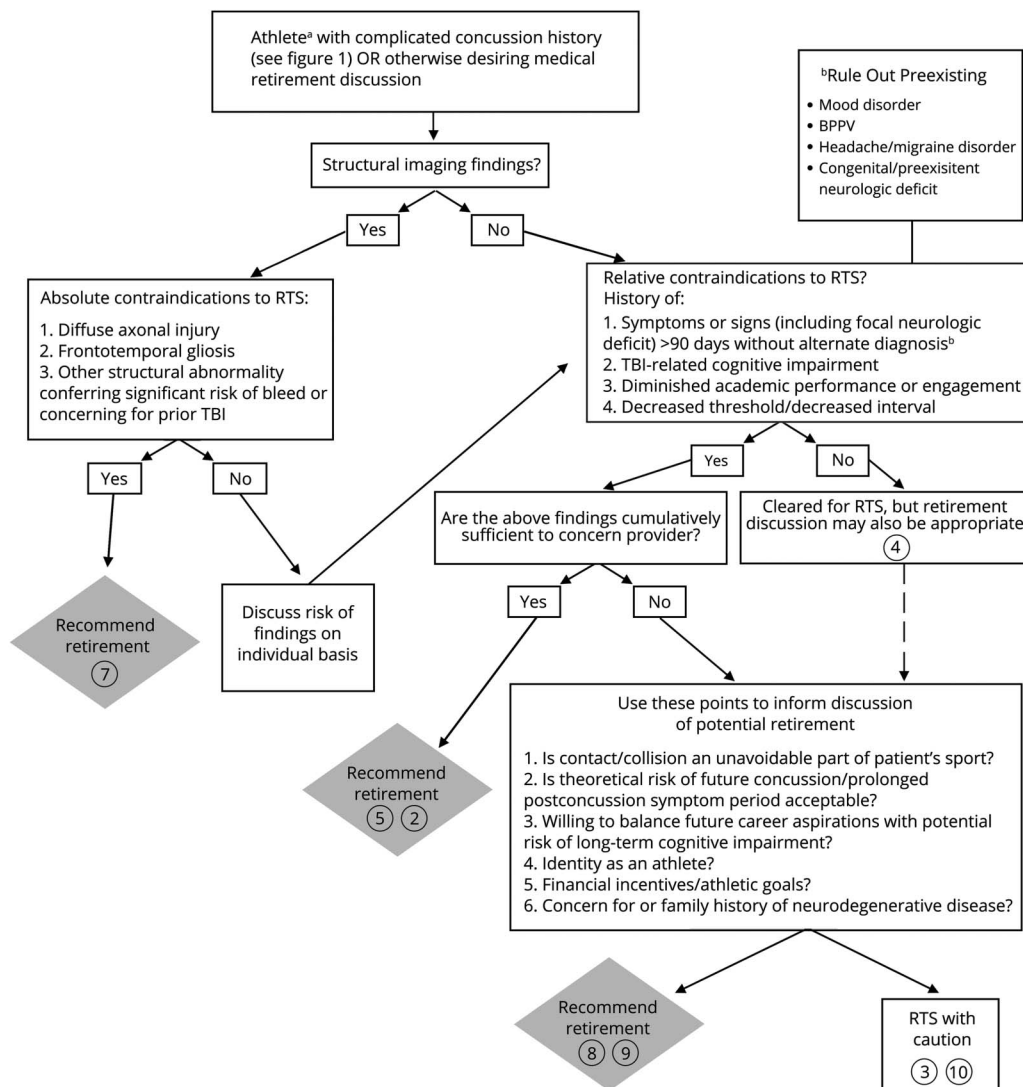 Athleteᵃ with complicated concussion history
(see figure 1) OR otherwise desiring medical
retirement discussion
ᵇRule Out Preexisting
• Mood disorder
• BPPV
• Headache/migraine disorder
• Congenital/preexisitent
neurologic deficit
Structural imaging findings?
Yes
No
Absolute contraindications to RTS:
1. Diffuse axonal injury
2. Frontotemporal gliosis
3. Other structural abnormality
conferring significant risk of bleed or
concerning for prior TBI
Relative contraindications to RTS?
History of:
1. Symptoms or signs (including focal neurologic
deficit) >90 days without alternate diagnosisᵇ
2. TBI-related cognitive impairment
3. Diminished academic performance or engagement
4. Decreased threshold/decreased interval
Yes
No
Yes
No
Are the above findings cumulatively
sufficient to concern provider?
Cleared for RTS, but retirement
discussion may also be appropriate
④
Recommend
retirement
⑦
Discuss risk of
findings on
individual basis
Yes
No
Recommend
retirement
⑤ ②
Use these points to inform discussion
of potential retirement
1. Is contact/collision an unavoidable part of patient's sport?
2. Is theoretical risk of future concussion/prolonged
postconcussion symptom period acceptable?
3. Willing to balance future career aspirations with potential
risk of long-term cognitive impairment?
4. Identity as an athlete?
5. Financial incentives/athletic goals?
6. Concern for or family history of neurodegenerative disease?
Recommend
retirement
⑧ ⑨
RTS with
caution
③ ⑩